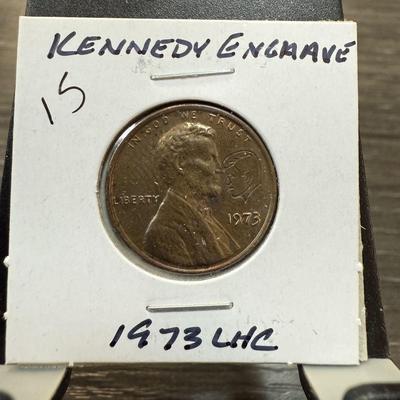 KENNEDY ENGRAVE
15
IN GOD WE TRUST
LIBERTY
1973
1973 LHC